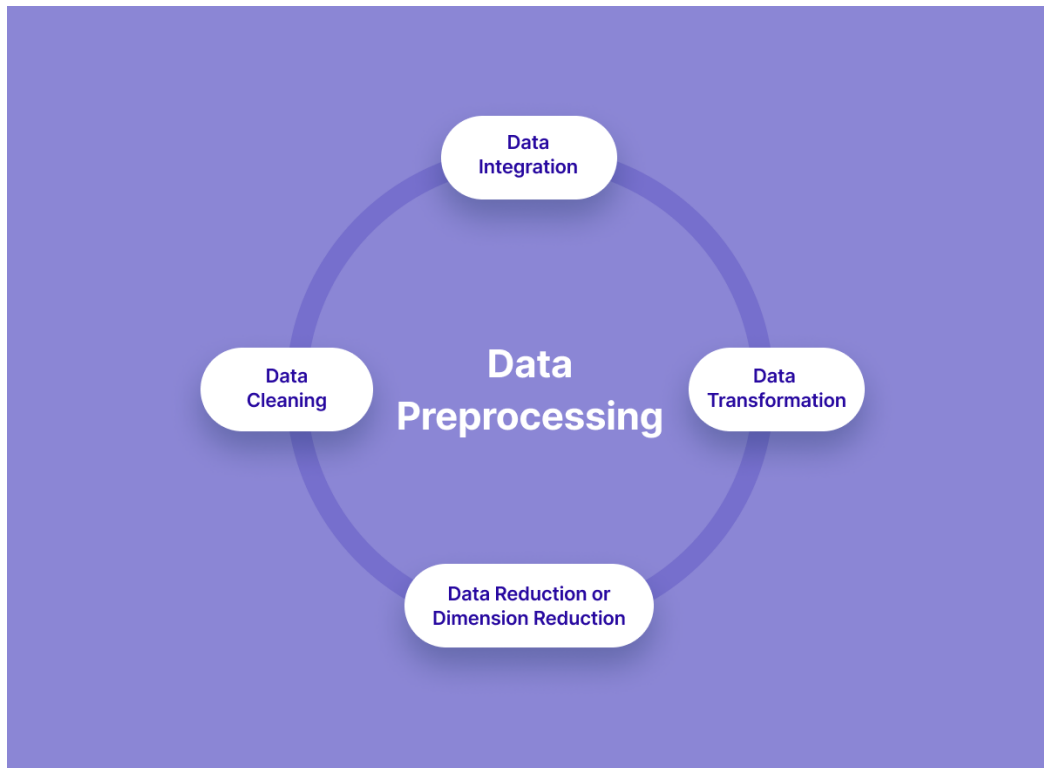 Data
Integration
Data
Cleaning
Data
Preprocessing
Data
Transformation
Data Reduction or
Dimension Reduction